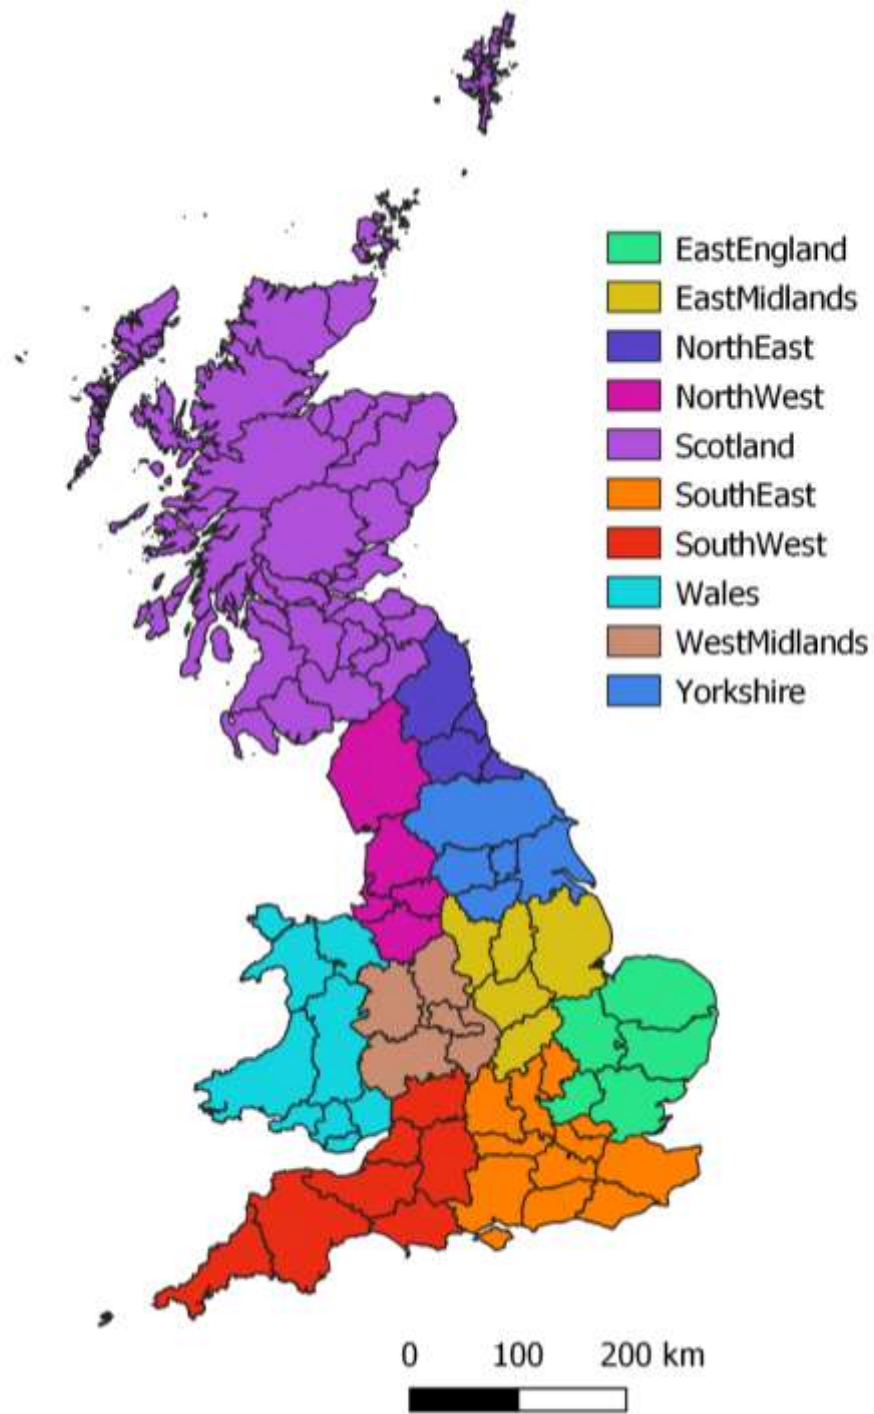 EastEngland
EastMidlands
NorthEast
NorthWest
Scotland
SouthEast
SouthWest
Wales
WestMidlands
Yorkshire
0 100 200 km